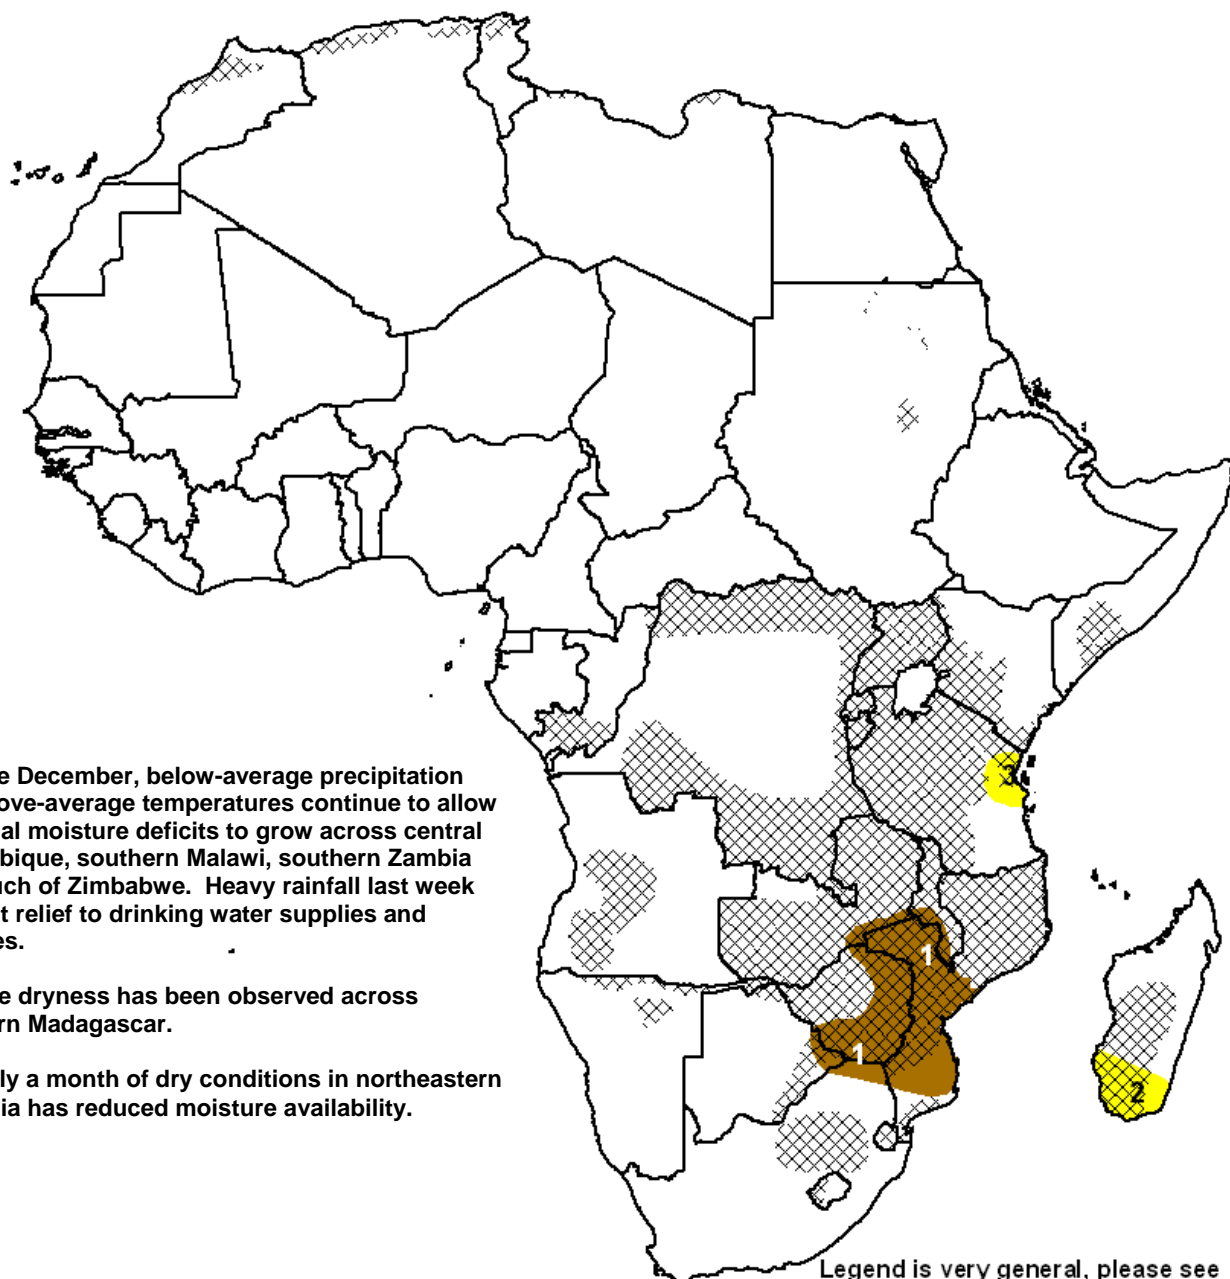 e December, below-average precipitation
ove-average temperatures continue to allow
al moisture deficits to grow across central
bique, southern Malawi, southern Zambia
uch of Zimbabwe. Heavy rainfall last week
t relief to drinking water supplies and
es.
e dryness has been observed across
rn Madagascar.
ly a month of dry conditions in northeastern
ia has reduced moisture availability.
3
1
1
2
Legend is very general, please see